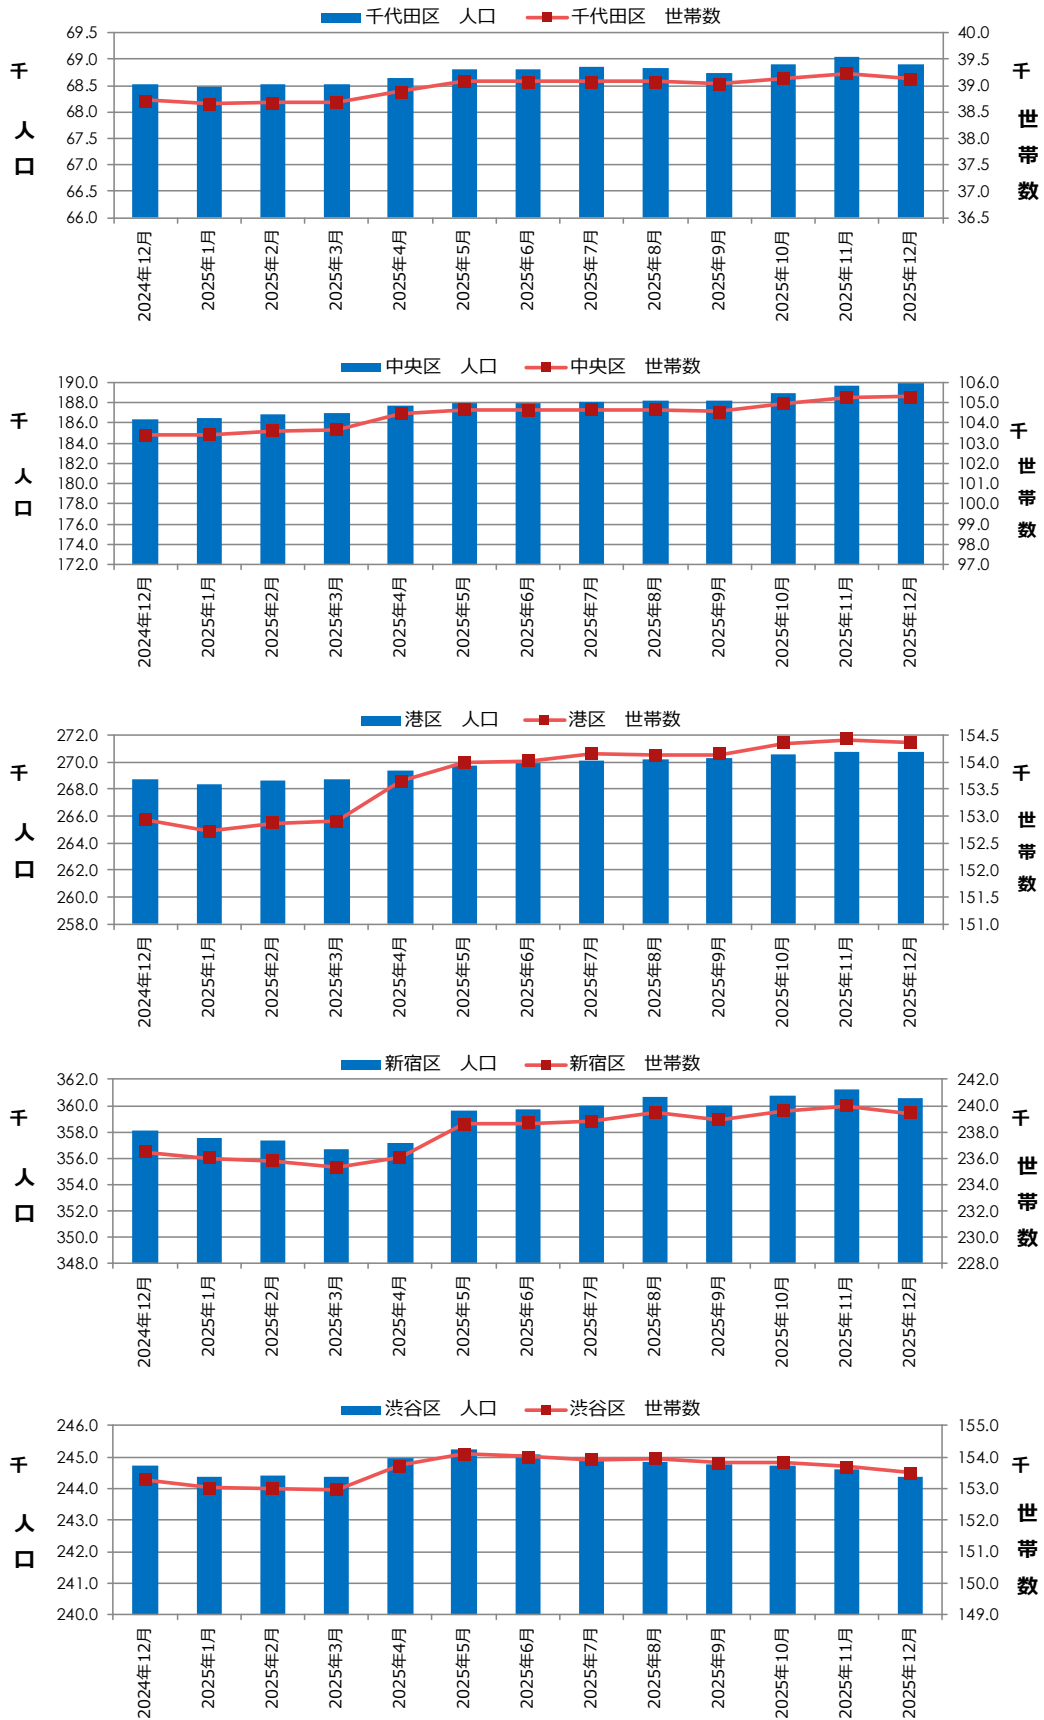 千代田区　人口　千代田区　世帯数
千人口
69.5
69.0
68.5
68.0
67.5
67.0
66.5
66.0
40.0
39.5
39.0
38.5
38.0
37.5
37.0
36.5
千世帯数
2024年12月
2025年1月
2025年2月
2025年3月
2025年4月
2025年5月
2025年6月
2025年7月
2025年8月
2025年9月
2025年10月
2025年11月
2025年12月
中央区　人口　中央区　世帯数
千人口
190.0
188.0
186.0
184.0
182.0
180.0
178.0
176.0
174.0
172.0
106.0
105.0
104.0
103.0
102.0
101.0
100.0
99.0
98.0
97.0
千世帯数
2024年12月
2025年1月
2025年2月
2025年3月
2025年4月
2025年5月
2025年6月
2025年7月
2025年8月
2025年9月
2025年10月
2025年11月
2025年12月
港区　人口　港区　世帯数
千人口
272.0
270.0
268.0
266.0
264.0
262.0
260.0
258.0
154.5
154.0
153.5
153.0
152.5
152.0
151.5
151.0
千世帯数
2024年12月
2025年1月
2025年2月
2025年3月
2025年4月
2025年5月
2025年6月
2025年7月
2025年8月
2025年9月
2025年10月
2025年11月
2025年12月
新宿区　人口　新宿区　世帯数
千人口
362.0
360.0
358.0
356.0
354.0
352.0
350.0
348.0
242.0
240.0
238.0
236.0
234.0
232.0
230.0
228.0
千世帯数
2024年12月
2025年1月
2025年2月
2025年3月
2025年4月
2025年5月
2025年6月
2025年7月
2025年8月
2025年9月
2025年10月
2025年11月
2025年12月
渋谷区　人口　渋谷区　世帯数
千人口
246.0
245.0
244.0
243.0
242.0
241.0
240.0
155.0
154.0
153.0
152.0
151.0
150.0
149.0
千世帯数
2024年12月
2025年1月
2025年2月
2025年3月
2025年4月
2025年5月
2025年6月
2025年7月
2025年8月
2025年9月
2025年10月
2025年11月
2025年12月